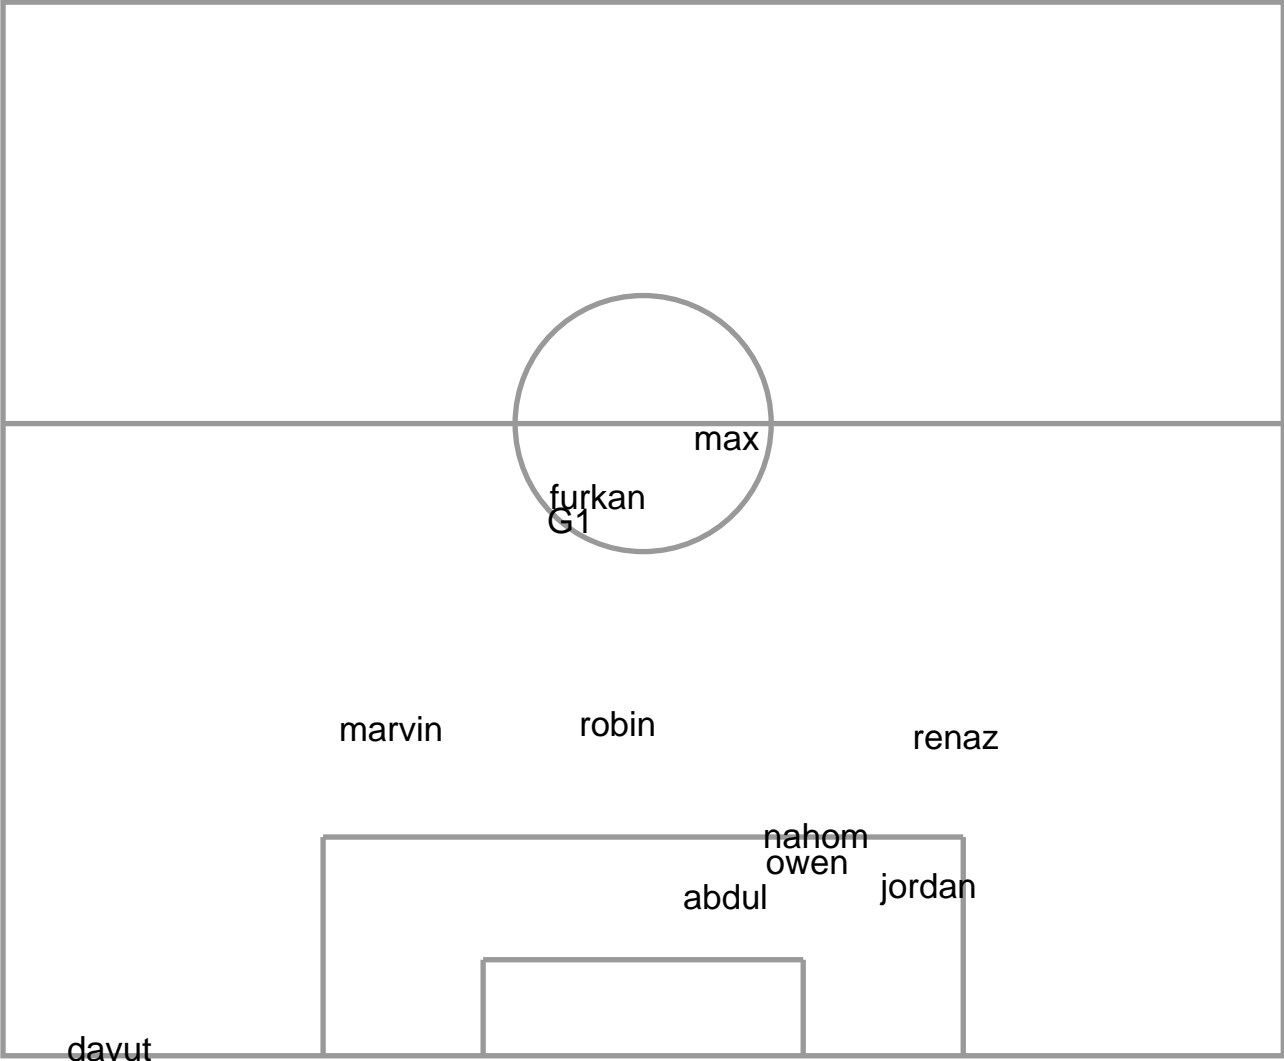 max
furkan
G1
marvin
robin
renaz
nahom
owen
jordan
abdul
davut